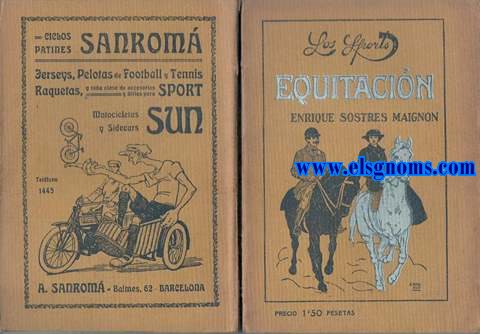 CICLOS
PATINES SANROMÁ
Jerseys, Pelotas de Football y Tennis
Raquetas, y toda clase de accesorios y útiles para SPORT
Motocicletas
y Sidecars SUN
Teléfono
1445
A. SANROMÁ - Balmes, 62 - BARCELONA
Los Sports
EQUITACIÓN
ENRIQUE SOSTRES MAIGNON
www.elsgnoms.com
PRECIO 1'50 PESETAS